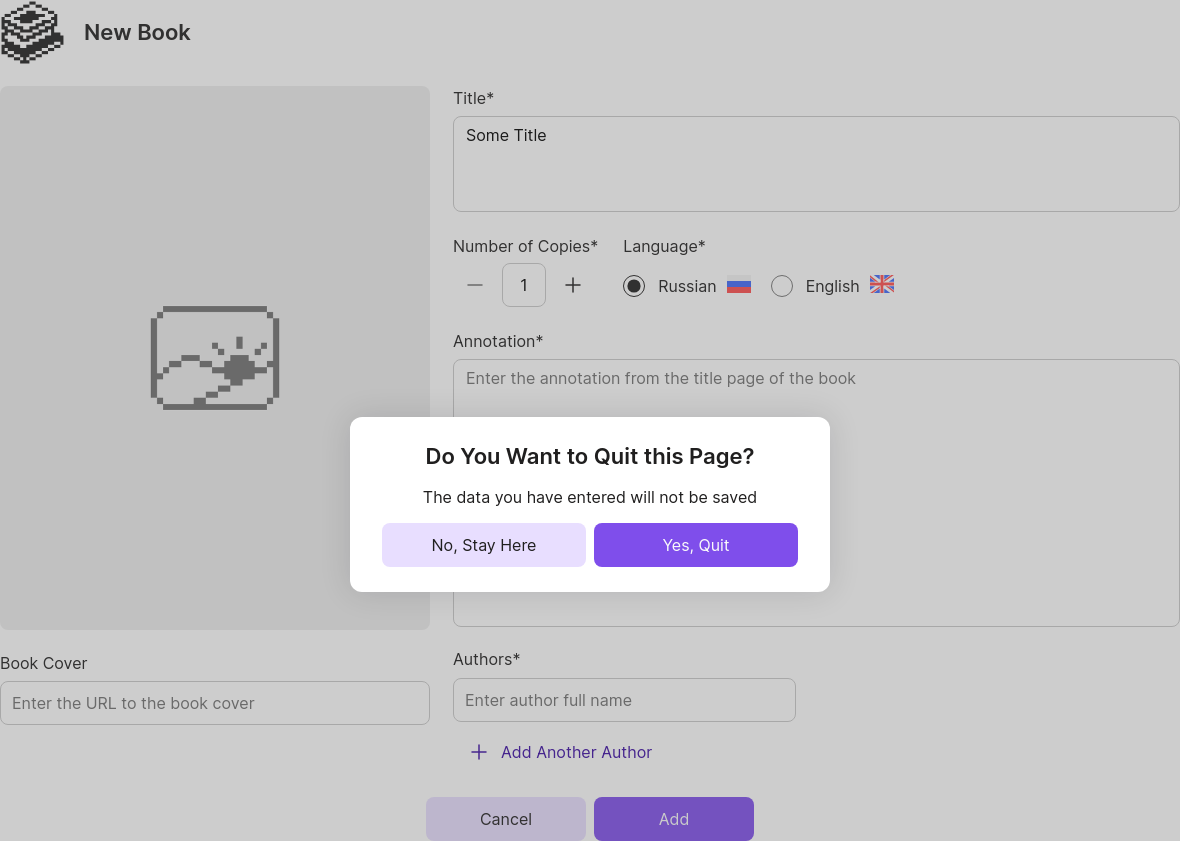 New Book
Title*
Some Title
Number of Copies*
Language*
1
Russian
English
Annotation*
Enter the annotation from the title page of the book
Do You Want to Quit this Page?
The data you have entered will not be saved
No, Stay Here
Yes, Quit
Book Cover
Enter the URL to the book cover
Authors*
Enter author full name
Add Another Author
Cancel
Add